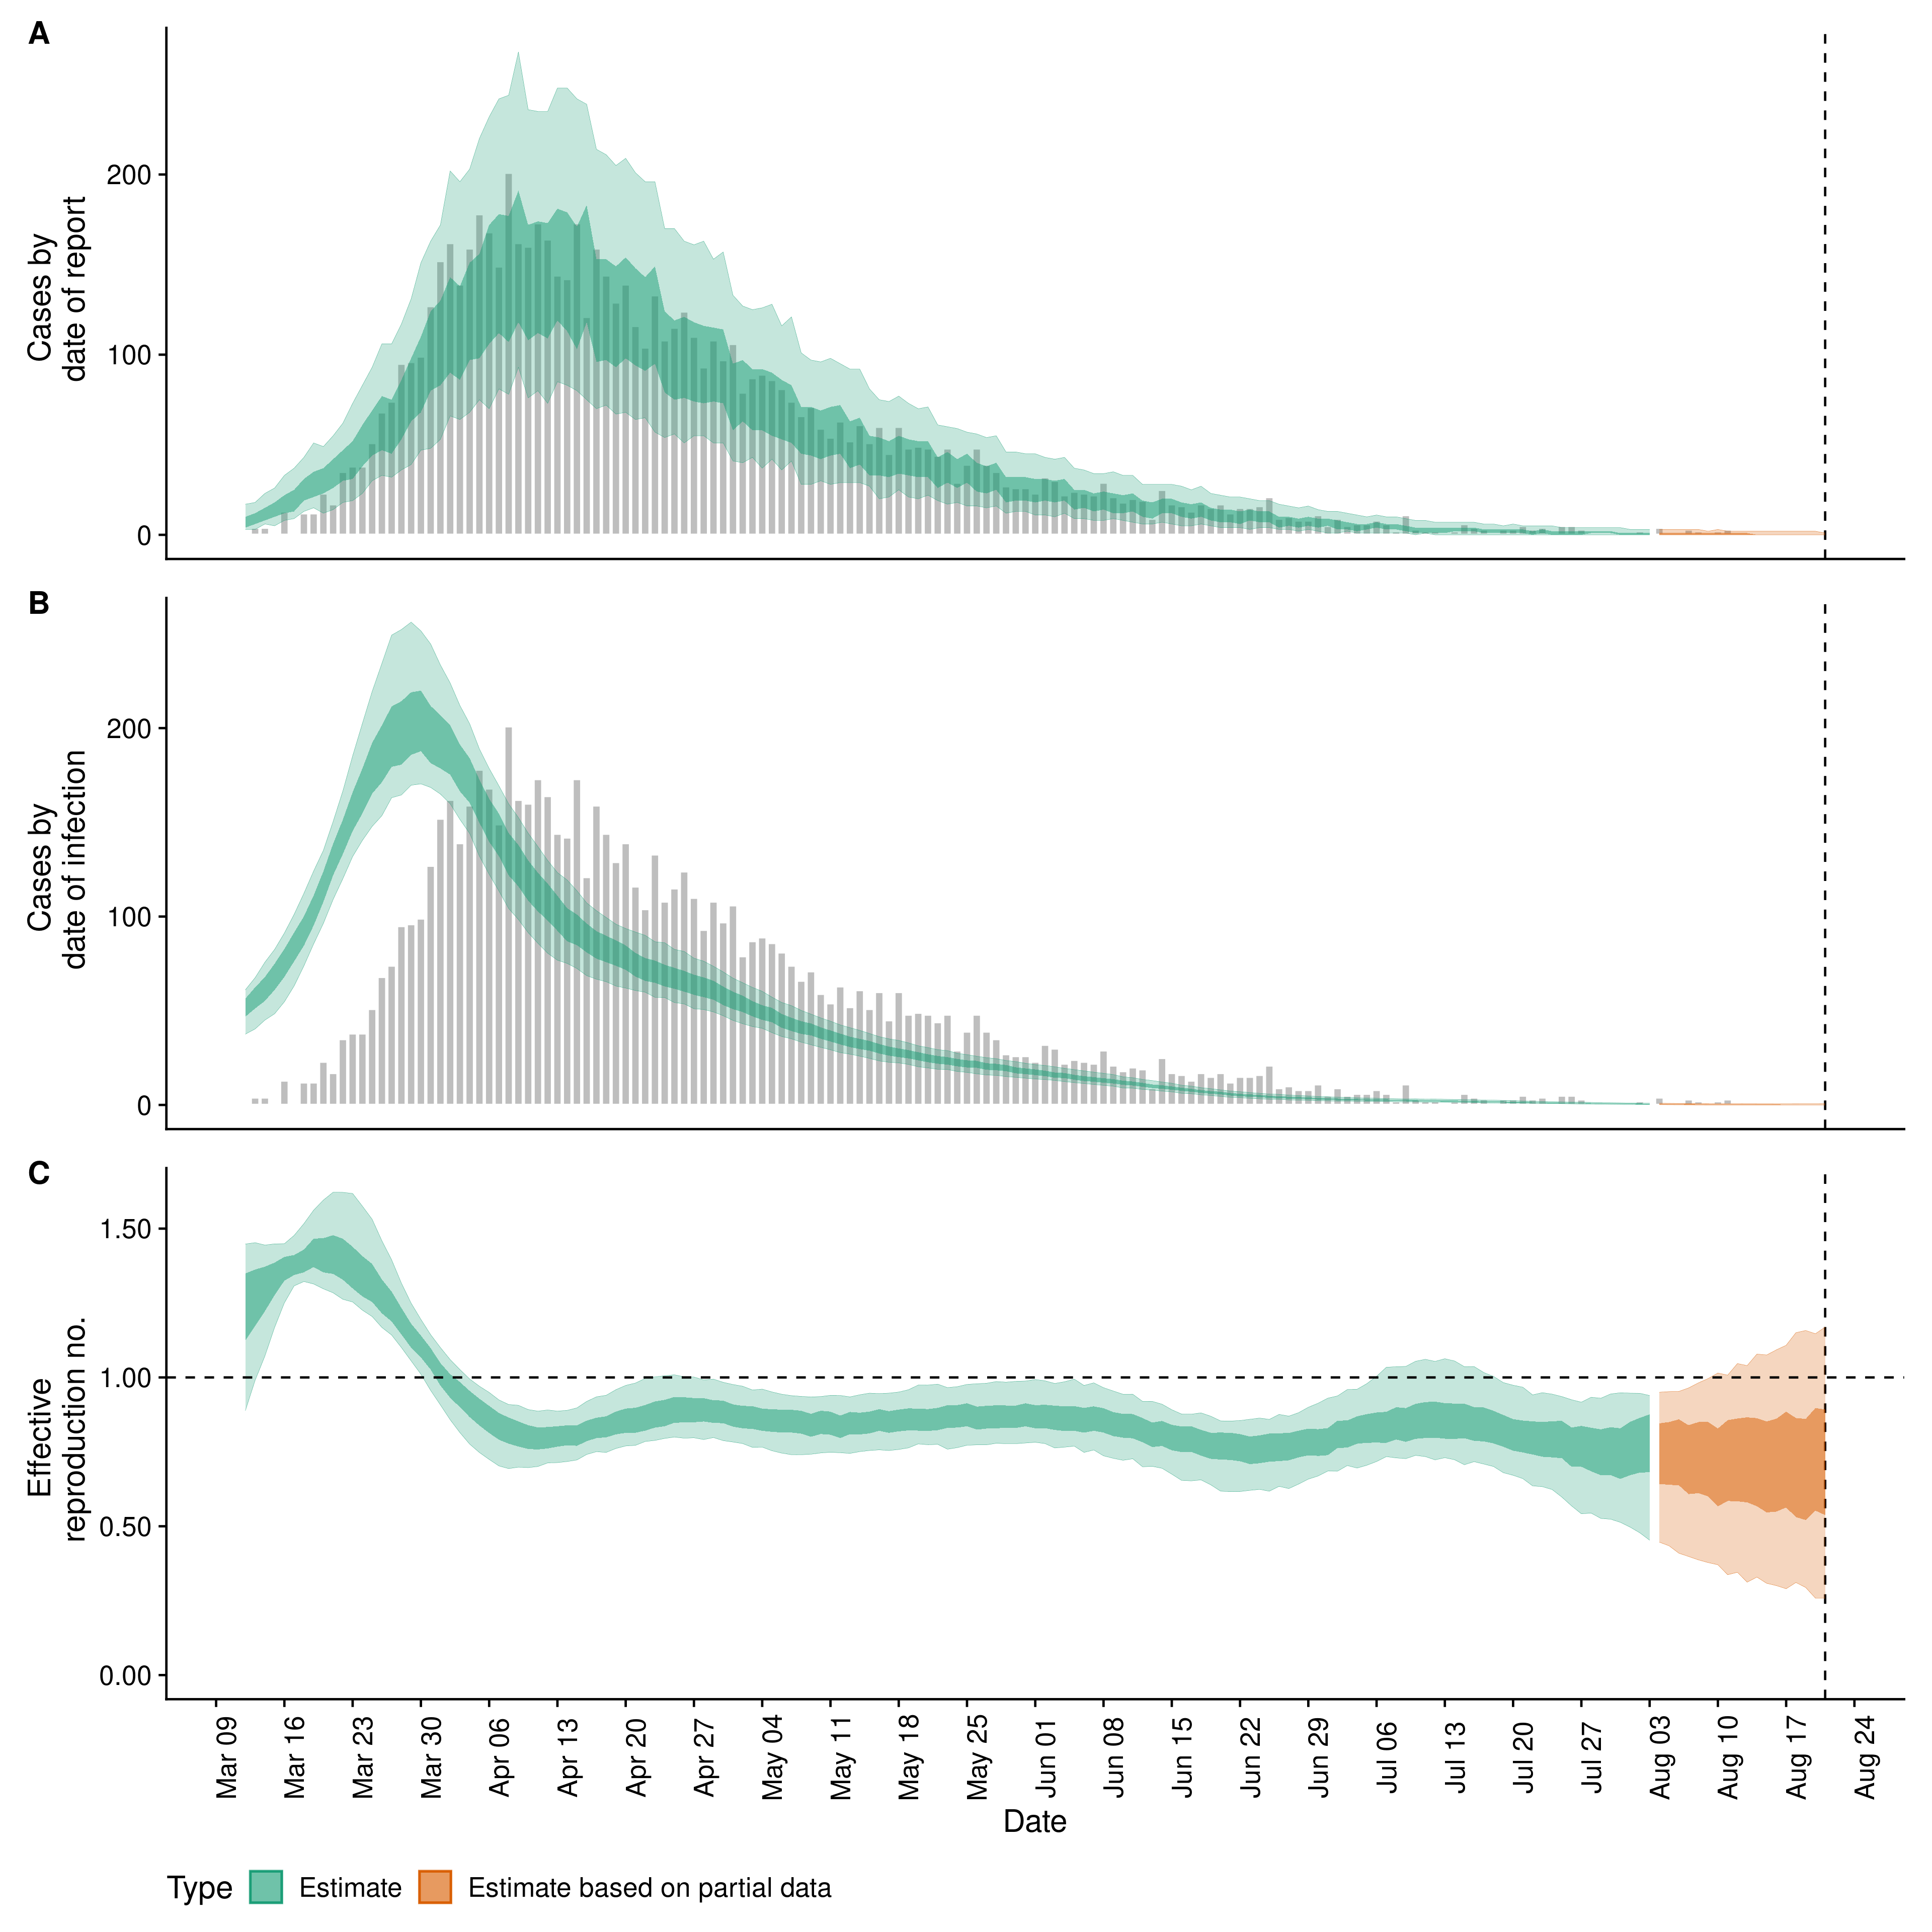 A
Cases by
date of report
200
100
0
B
Cases by
date of infection
200
100
0
C
Effective
reproduction no.
1.50
1.00
0.50
0.00
Mar 09
Mar 16
Mar 23
Mar 30
Apr 06
Apr 13
Apr 20
Apr 27
May 04
May 11
May 18
May 25
Jun 01
Jun 08
Jun 15
Jun 22
Jun 29
Jul 06
Jul 13
Jul 20
Jul 27
Aug 03
Aug 10
Aug 17
Aug 24
Date
Type Estimate Estimate based on partial data